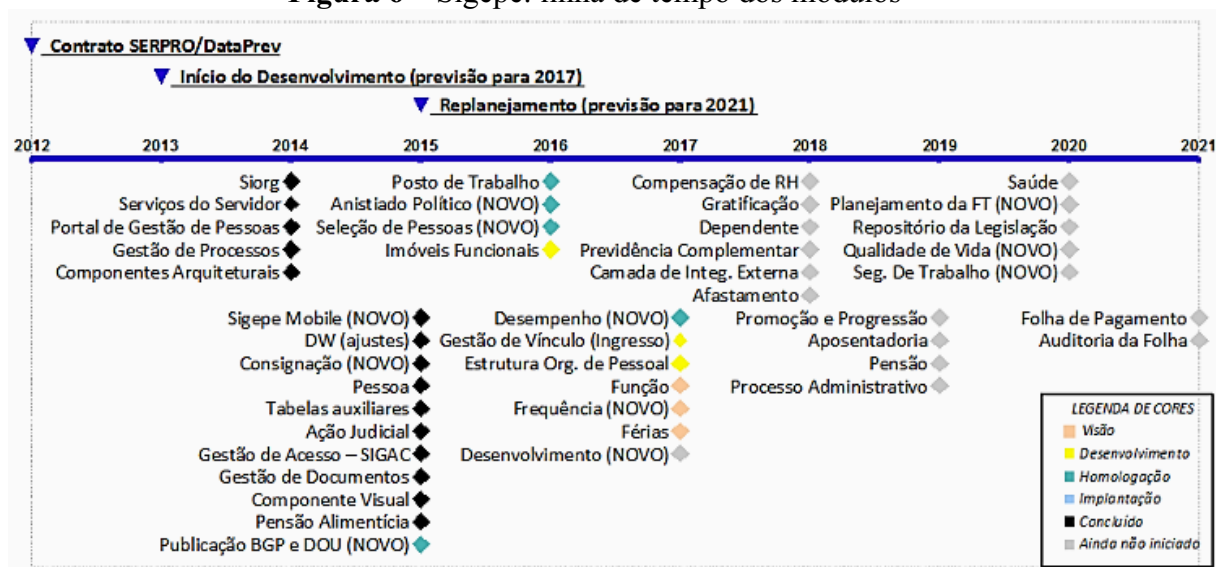 Figura 6 – Sigepe: linha de tempo dos módulos
Contrato SERPRO/DataPrev
Início do Desenvolvimento (previsão para 2017)
Replanejamento (previsão para 2021)
2012 2013 2014 2015 2016 2017 2018 2019 2020 2021
Siorg
Serviços do Servidor
Portal de Gestão de Pessoas
Gestão de Processos
Componentes Arquiteturais
Sigepe Mobile (NOVO)
DW (ajustes)
Consignação (NOVO)
Pessoa
Tabelas auxiliares
Ação Judicial
Gestão de Acesso – SIGAC
Gestão de Documentos
Componente Visual
Pensão Alimentícia
Publicação BGP e DOU (NOVO)
Posto de Trabalho
Anistiado Político (NOVO)
Seleção de Pessoas (NOVO)
Imóveis Funcionais
Desempenho (NOVO)
Gestão de Vínculo (Ingresso)
Estrutura Org. de Pessoal
Função
Frequência (NOVO)
Férias
Desenvolvimento (NOVO)
Compensação de RH
Gratificação
Dependente
Previdência Complementar
Camada de Integ. Externa
Afastamento
Promoção e Progressão
Aposentadoria
Pensão
Processo Administrativo
Saúde
Planejamento da FT (NOVO)
Repositório da Legislação
Qualidade de Vida (NOVO)
Seg. De Trabalho (NOVO)
Folha de Pagamento
Auditoria da Folha
LEGENDA DE CORES
Visão
Desenvolvimento
Homologação
Implantação
Concluído
Ainda não iniciado